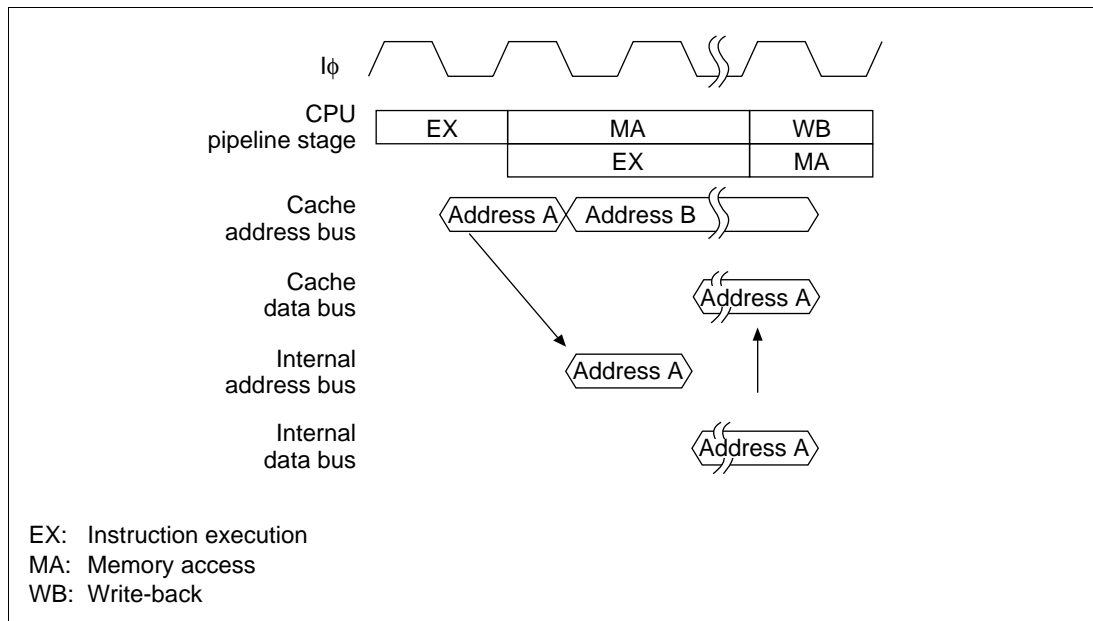 Iϕ
CPU
pipeline stage
EX MA WB
EX MA
Cache
address bus
Address A Address B
Cache
data bus
Address A
Internal
address bus
Address A
Internal
data bus
Address A
EX: Instruction execution
MA: Memory access
WB: Write-back